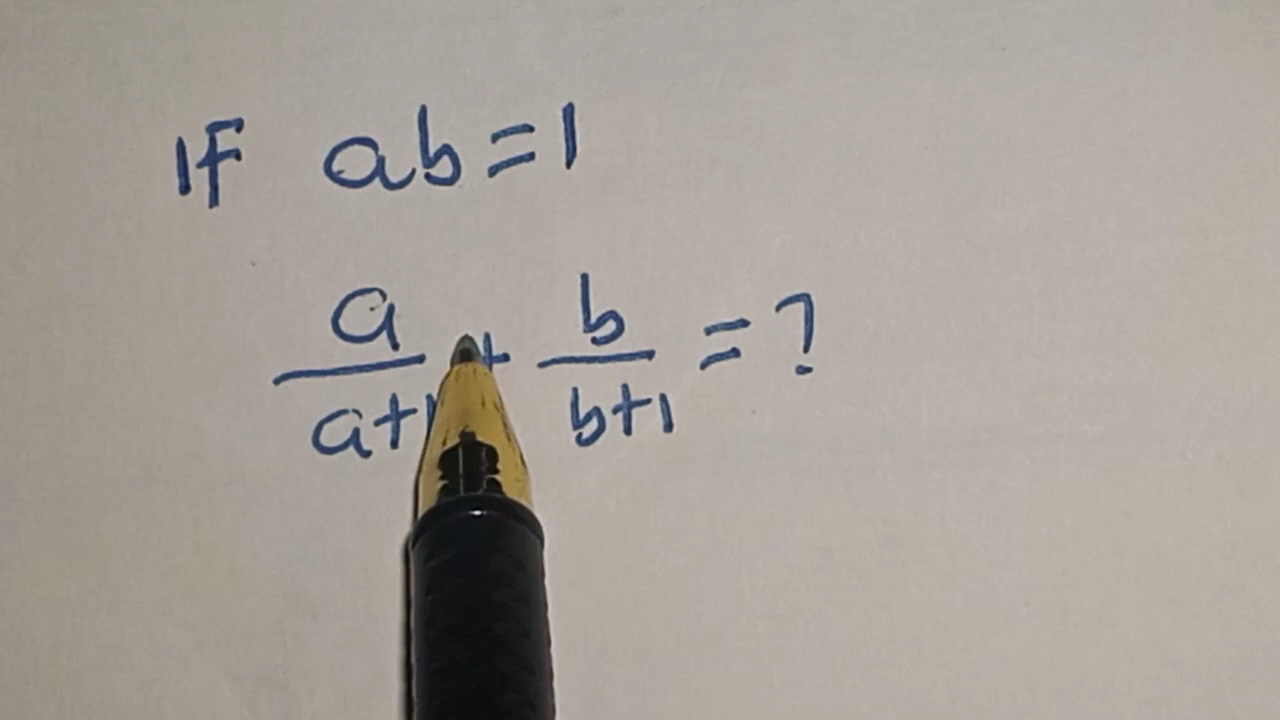 If ab=1
a/a+1 + b/b+1 = ?